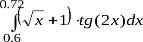 ∫_{0.6}^{0.72} (√x + 1) · tg(2x)dx